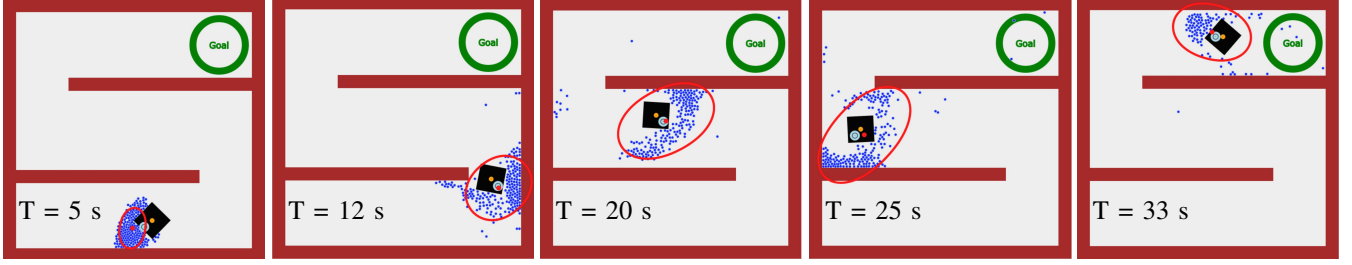 Goal
T = 5 s
Goal
T = 12 s
Goal
T = 20 s
Goal
T = 25 s
Goal
T = 33 s